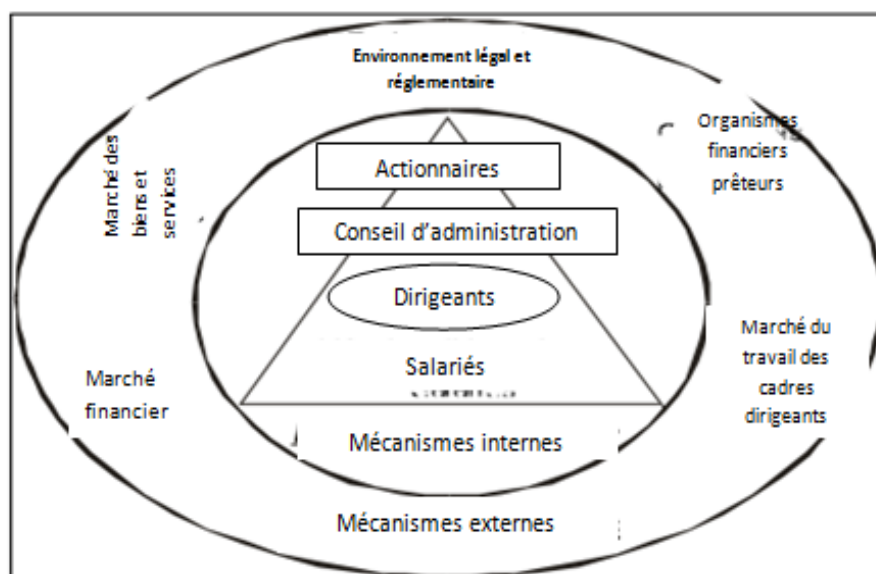 Environnement légal et
réglementaire
Marché des
biens et
services
Organismes
financiers
prêteurs
Actionnaires
Conseil d'administration
Dirigeants
Salariés
Marché
financier
Marché du
travail des
cadres
dirigeants
Mécanismes internes
Mécanismes externes